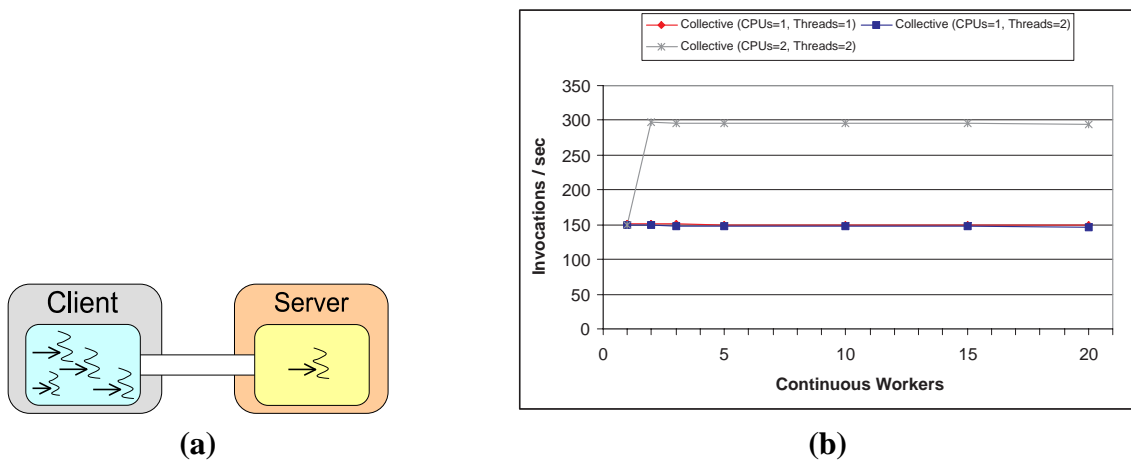 Client
Server
(a)
Collective (CPUs=1, Threads=1)
Collective (CPUs=1, Threads=2)
Collective (CPUs=2, Threads=2)
350
300
250
200
150
100
50
0
Invocations / sec
0
5
10
15
20
Continuous Workers
(b)